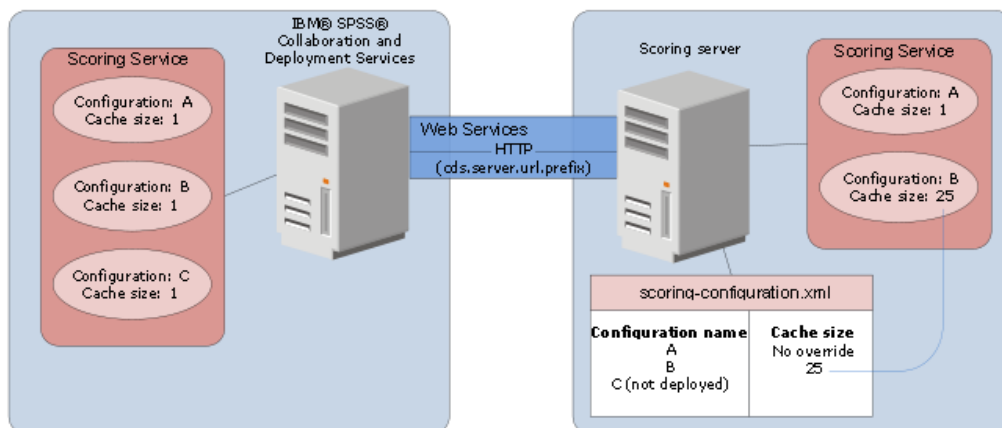 IBM® SPSS®
Collaboration and
Deployment Services
Scoring Service
Configuration: A
Cache size: 1
Configuration: B
Cache size: 1
Configuration: C
Cache size: 1
Web Services
HTTP
(cds.server.url.prefix)
Scoring server
Scoring Service
Configuration: A
Cache size: 1
Configuration: B
Cache size: 25
scoring-configuration.xml
Configuration name
A
B
C (not deployed)
Cache size
No override
25